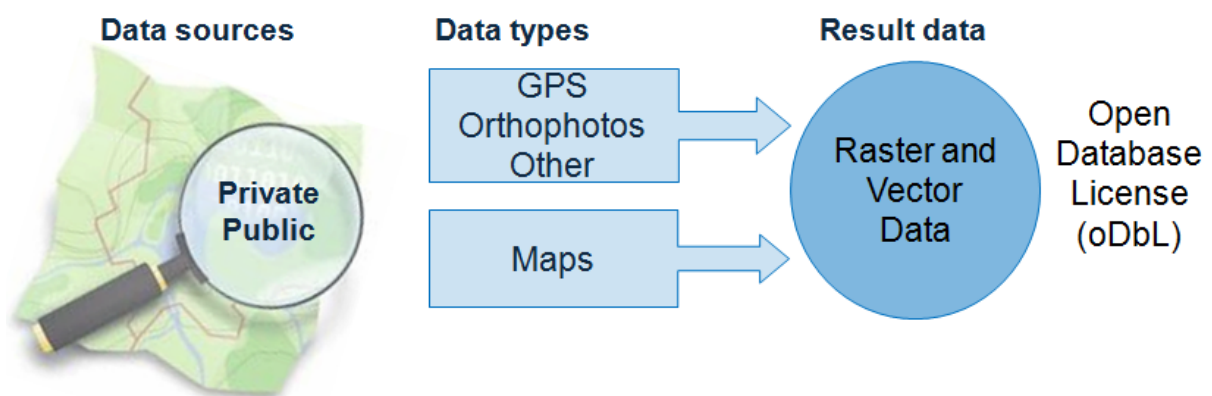 Data sources
Data types
Result data
Private
Public
GPS
Orthophotos
Other
Maps
Raster and
Vector
Data
Open
Database
License
(oDbL)